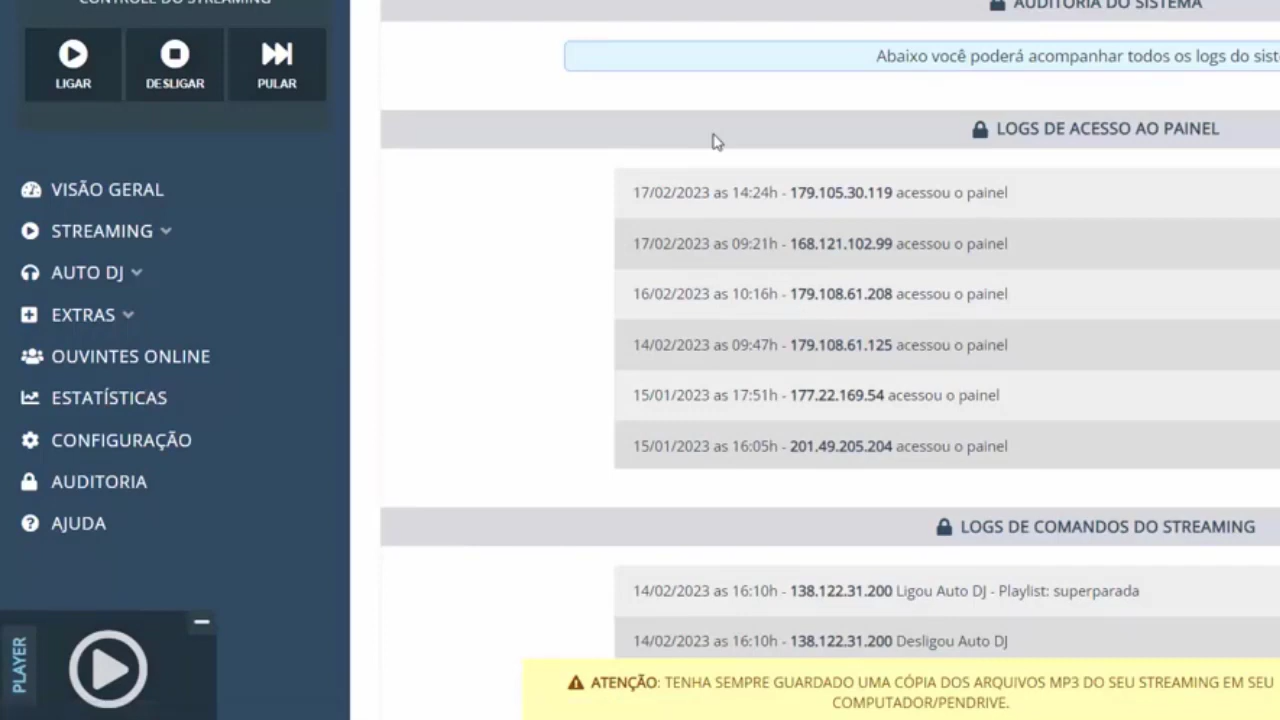 CONTROLE DO STREAMING
LIGAR
DESLIGAR
PULAR
VISÃO GERAL
STREAMING
AUTO DJ
EXTRAS
OUVINTES ONLINE
ESTATÍSTICAS
CONFIGURAÇÃO
AUDITORIA
AJUDA
PLAYER
AUDITORIA DO SISTEMA
Abaixo você poderá acompanhar todos os logs do
LOGS DE ACESSO AO PAINEL
17/02/2023 as 14:24h - 179.105.30.119 acessou o painel
17/02/2023 as 09:21h - 168.121.102.99 acessou o painel
16/02/2023 as 10:16h - 179.108.61.208 acessou o painel
14/02/2023 as 09:47h - 179.108.61.125 acessou o painel
15/01/2023 as 17:51h - 177.22.169.54 acessou o painel
15/01/2023 as 16:05h - 201.49.205.204 acessou o painel
LOGS DE COMANDOS DO STREAMING
14/02/2023 as 16:10h - 138.122.31.200 Ligou Auto DJ - Playlist: superparada
14/02/2023 as 16:10h - 138.122.31.200 Desligou Auto DJ
ATENÇÃO: TENHA SEMPRE GUARDADO UMA CÓPIA DOS ARQUIVOS MP3 DO SEU STREAMING EM SEU
COMPUTADOR/PENDRIVE.